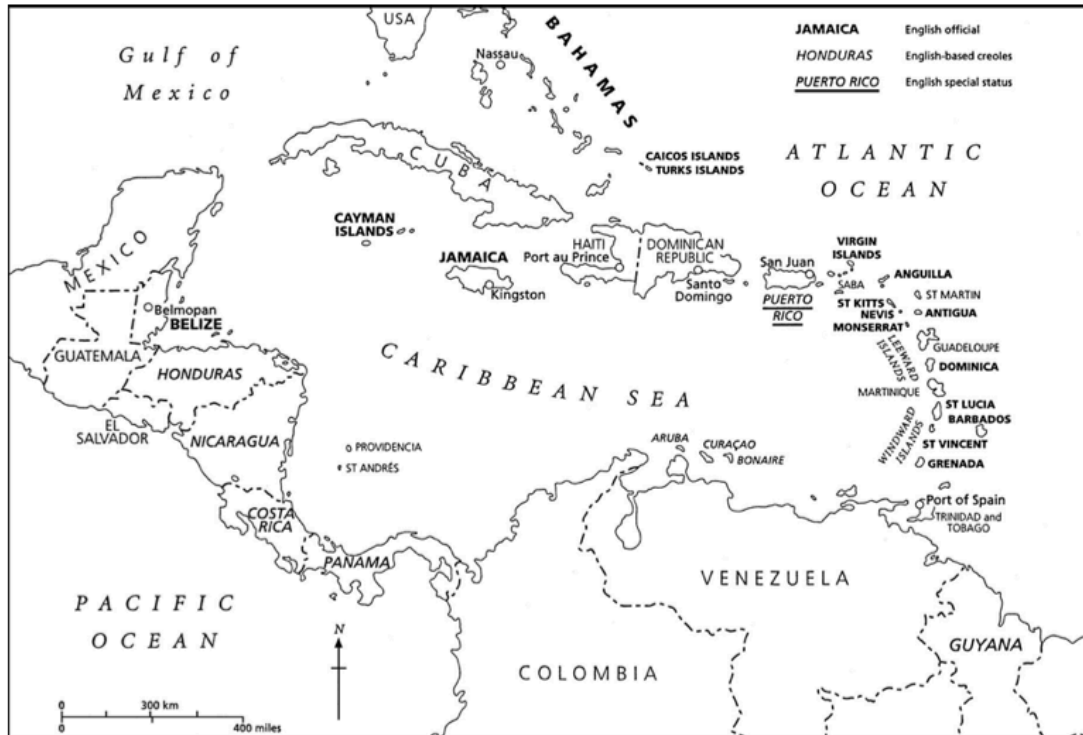 USA
Gulf of
Mexico
Nassau
BAHAMAS
JAMAICA English official
HONDURAS English-based creoles
PUERTO RICO English special status
ATLANTIC
OCEAN
CUBA
CAICOS ISLANDS
TURKS ISLANDS
CAYMAN
ISLANDS
JAMAICA
Kingston
HAITI
Port au Prince
DOMINICAN
REPUBLIC
Santo
Domingo
San Juan
PUERTO
RICO
VIRGIN
ISLANDS
SABA
ANGUILLA
ST MARTIN
ST KITTS
NEVIS
ANTIGUA
MONSERRAT
LEEWARD
ISLANDS
GUADELOUPE
DOMINICA
MARTINIQUE
ST LUCIA
BARBADOS
WINDWARD
ISLANDS
ST VINCENT
GRENADA
MEXICO
Belmopan
BELIZE
GUATEMALA
HONDURAS
EL
SALVADOR
NICARAGUA
CARIBBEAN SEA
PROVIDENCIA
ST ANDRÉS
ARUBA
CURAÇAO
BONAIRE
Port of Spain
TRINIDAD and
TOBAGO
COSTA
RICA
PANAMA
VENEZUELA
GUYANA
COLOMBIA
PACIFIC
OCEAN
N
0 300 km
0 400 miles